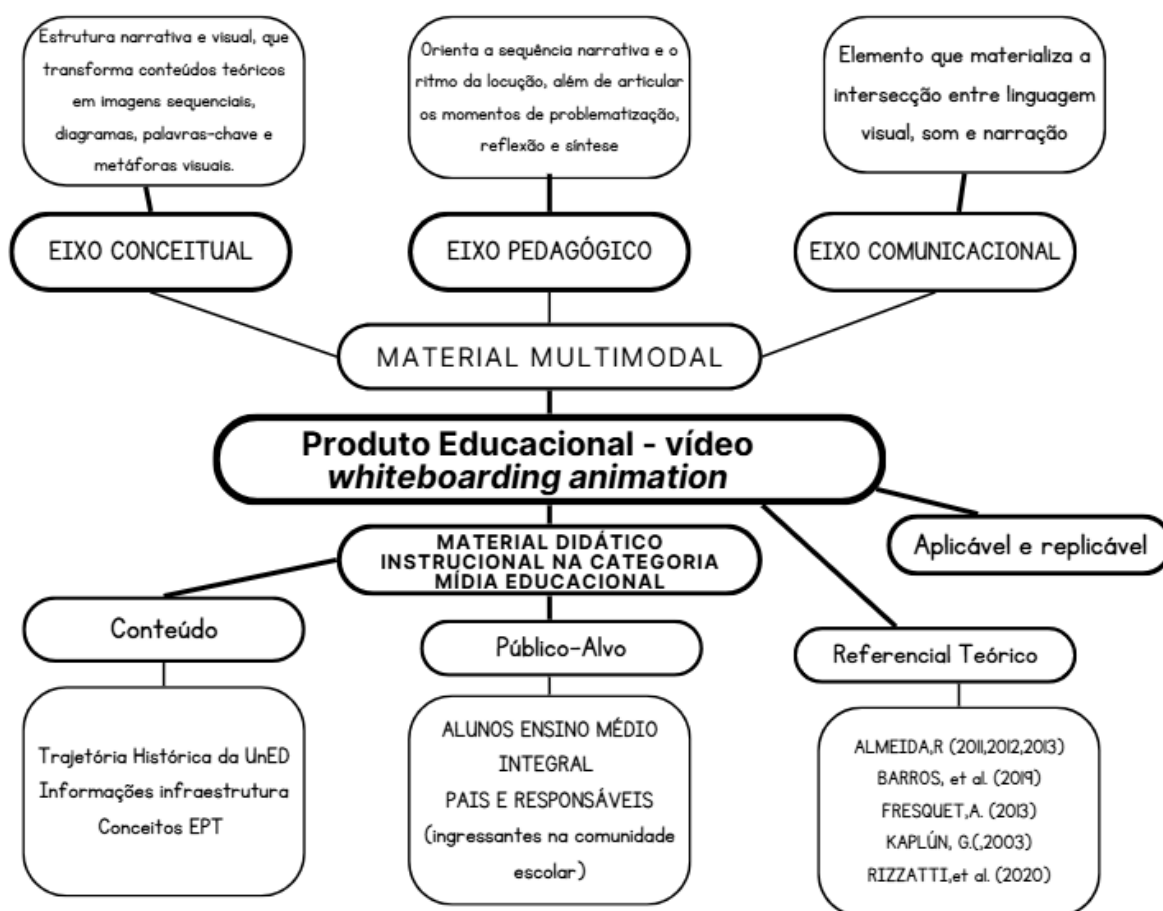 Estrutura narrativa e visual, que
transforma conteúdos teóricos
em imagens sequenciais,
diagramas, palavras-chave e
metáforas visuais.
Orienta a sequência narrativa e o
ritmo da locução, além de articular
os momentos de problematização,
reflexão e síntese
Elemento que materializa a
intersecção entre linguagem
visual, som e narração
EIXO CONCEITUAL
EIXO PEDAGÓGICO
EIXO COMUNICACIONAL
MATERIAL MULTIMODAL
Produto Educacional - vídeo
whiteboarding animation
MATERIAL DIDÁTICO
INSTRUCIONAL NA CATEGORIA
MÍDIA EDUCACIONAL
Aplicável e replicável
Conteúdo
Público-Alvo
Referencial Teórico
Trajetória Histórica da UnED
Informações infraestrutura
Conceitos EPT
ALUNOS ENSINO MÉDIO
INTEGRAL
PAIS E RESPONSÁVEIS
(ingressantes na comunidade
escolar)
ALMEIDA,R (2011,2012,2013)
BARROS, et al. (2019)
FRESQUET,A. (2013)
KAPLÚN, G.(,2003)
RIZZATTI,et al. (2020)